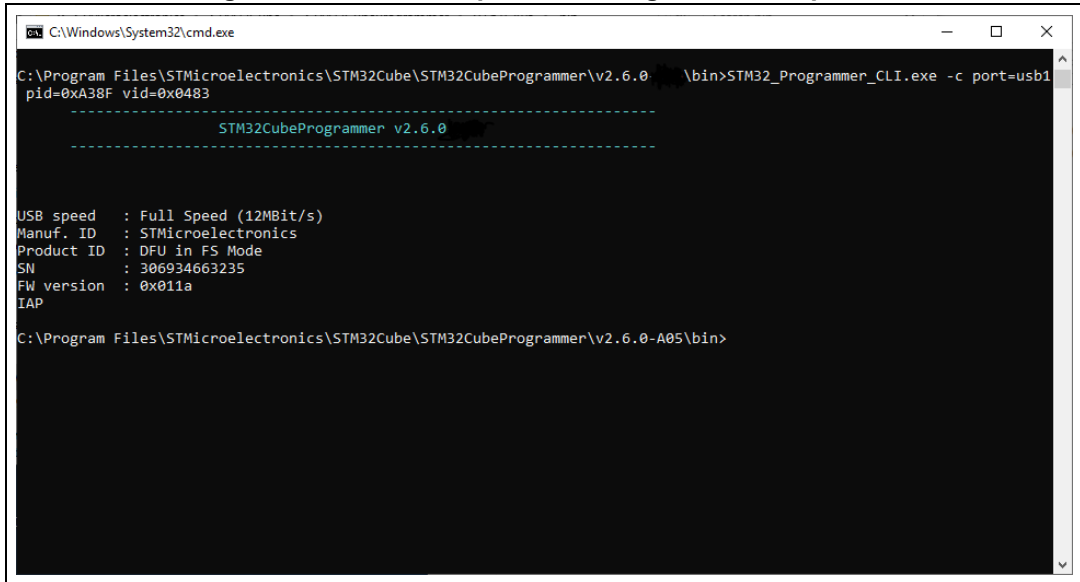 C:\Windows\System32\cmd.exe
C:\Program Files\STMicroelectronics\STM32Cube\STM32CubeProgrammer\v2.6.0 \bin>STM32_Programmer_CLI.exe -c port=usb1
pid=0xA38F vid=0x0483
-------------------------------------------------------------------
STM32CubeProgrammer v2.6.0
-------------------------------------------------------------------
USB speed : Full Speed (12MBit/s)
Manuf. ID : STMicroelectronics
Product ID : DFU in FS Mode
SN : 306934663235
FW version : 0x011a
IAP
C:\Program Files\STMicroelectronics\STM32Cube\STM32CubeProgrammer\v2.6.0-A05\bin>